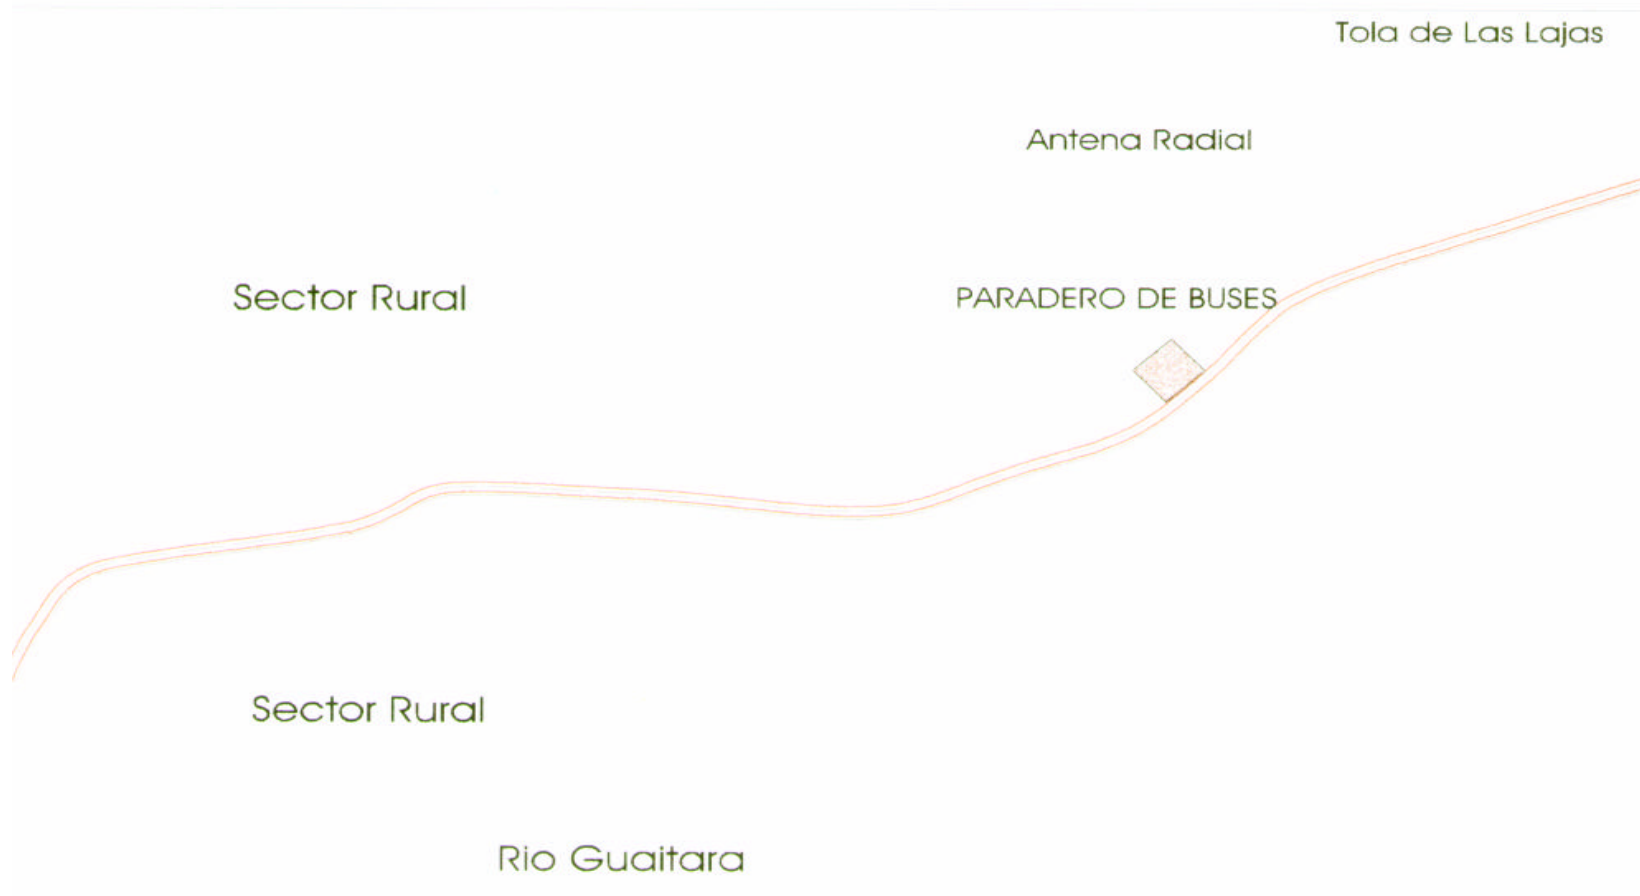 Tola de Las Lajas
Antena Radial
Sector Rural
PARADERO DE BUSES
Sector Rural
Rio Guaitara